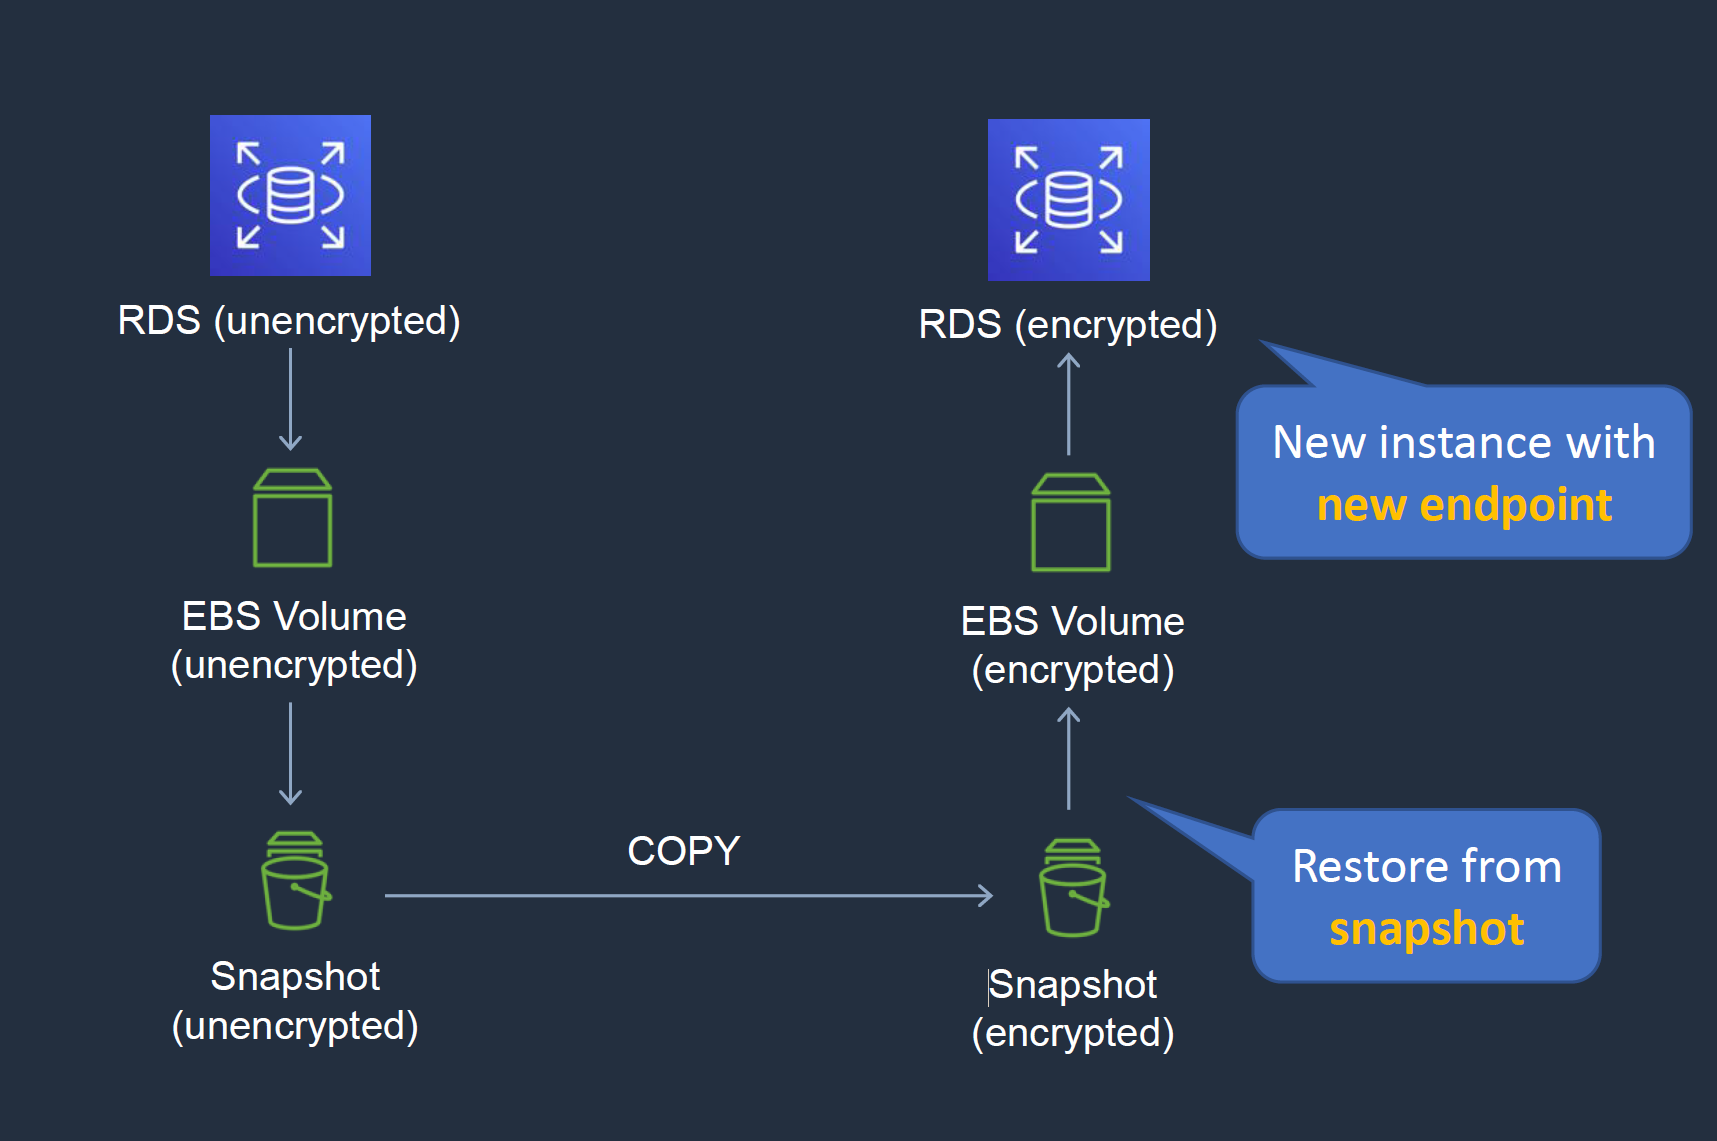 RDS (unencrypted)
EBS Volume
(unencrypted)
Snapshot
(unencrypted)
COPY
RDS (encrypted)
New instance with
new endpoint
EBS Volume
(encrypted)
Restore from
snapshot
Snapshot
(encrypted)